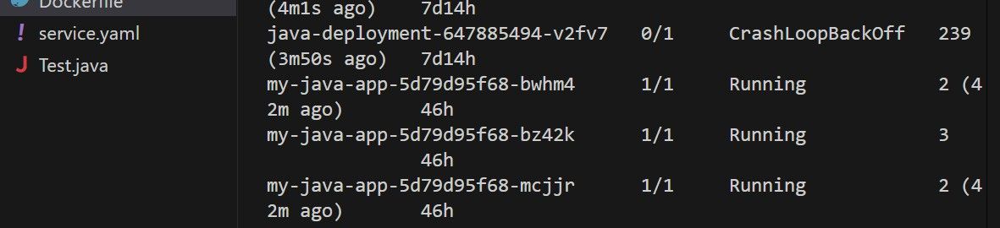 Dockerfile
service.yaml
Test.java
(4m1s ago) 7d14h
java-deployment-647885494-v2fv7 0/1 CrashLoopBackOff 239
(3m50s ago) 7d14h
my-java-app-5d79d95f68-bwhm4 1/1 Running 2 (4
2m ago) 46h
my-java-app-5d79d95f68-bz42k 1/1 Running 3
46h
my-java-app-5d79d95f68-mcjjr 1/1 Running 2 (4
2m ago) 46h